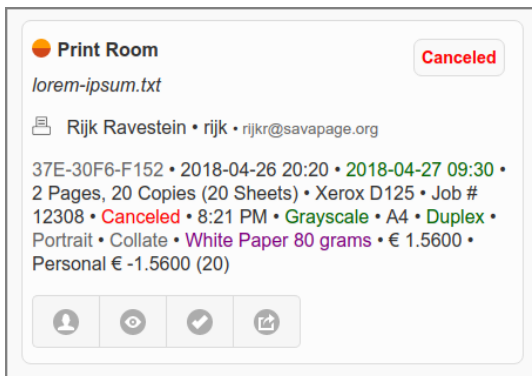 Print Room
Canceled
lorem-ipsum.txt
Rijk Ravestein • rijk • rijkr@savapage.org
37E-30F6-F152 • 2018-04-26 20:20 • 2018-04-27 09:30 •
2 Pages, 20 Copies (20 Sheets) • Xerox D125 • Job #
12308 • Canceled • 8:21 PM • Grayscale • A4 • Duplex •
Portrait • Collate • White Paper 80 grams • € 1.5600 •
Personal € -1.5600 (20)